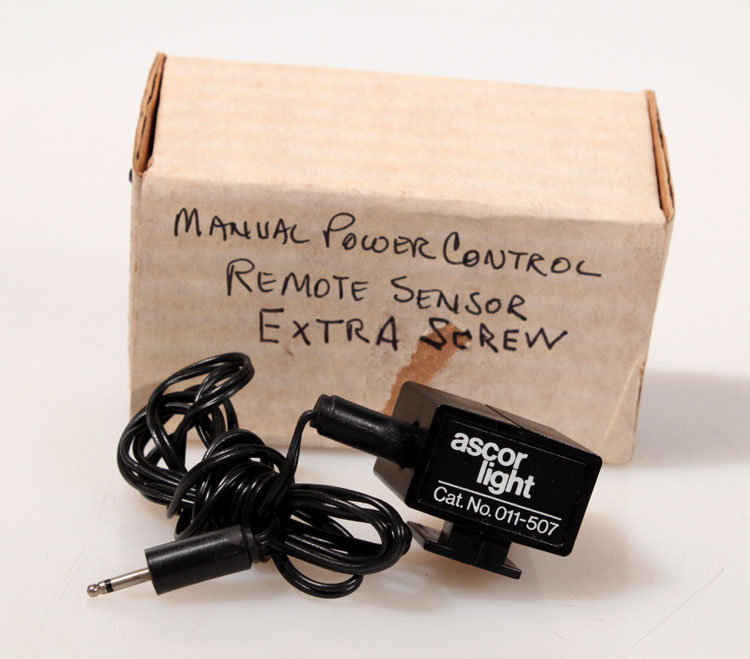 MANUAL POWER CONTROL
REMOTE SENSOR
EXTRA SCREW
ascor
light
Cat. No. 011-507